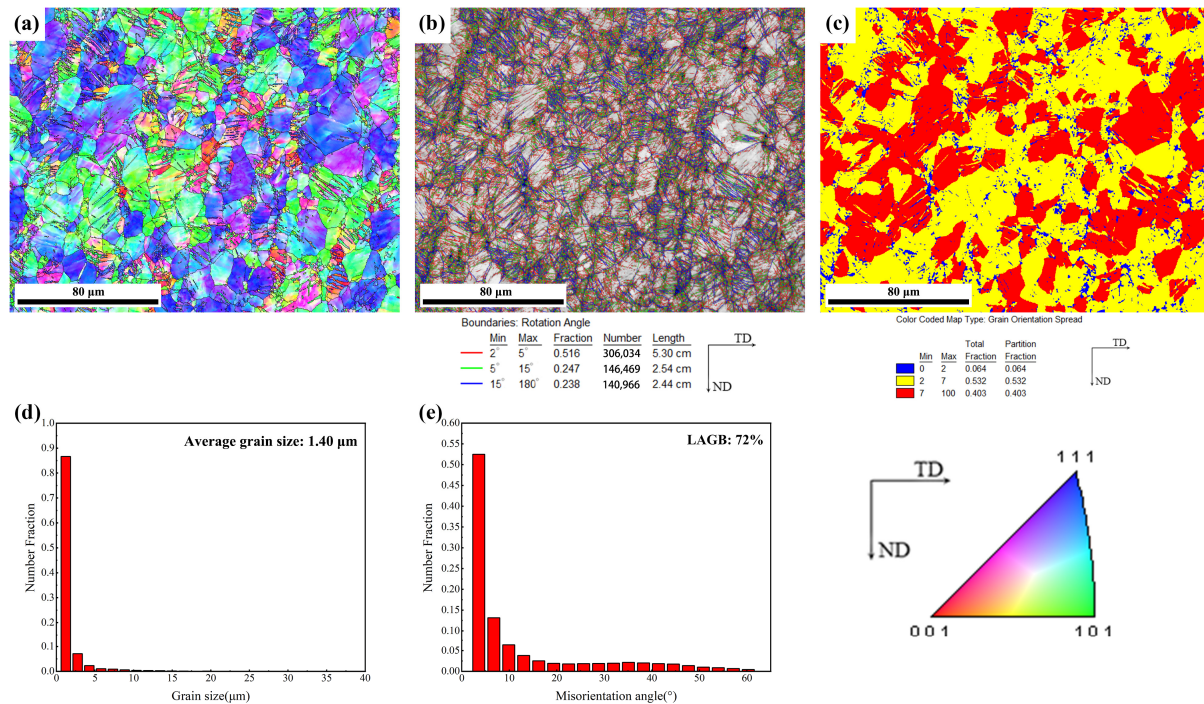 (a)
80 µm
(b)
80 µm
(c)
80 µm
Boundaries: Rotation Angle
Min Max Fraction Number Length
2° 5° 0.516 306,034 5.30 cm
5° 15° 0.247 146,469 2.54 cm
15° 180° 0.238 140,966 2.44 cm
TD
ND
Color Coded Map Type: Grain Orientation Spread
Total Partition
Min Max Fraction Fraction
0 2 0.064 0.064
2 7 0.532 0.532
7 100 0.403 0.403
TD
ND
(d)
Average grain size: 1.40 µm
Number Fraction
1.0
0.9
0.8
0.7
0.6
0.5
0.4
0.3
0.2
0.1
0.0
0 5 10 15 20 25 30 35 40
Grain size(µm)
(e)
LAGB: 72%
Number Fraction
0.60
0.55
0.50
0.45
0.40
0.35
0.30
0.25
0.20
0.15
0.10
0.05
0.00
0 10 20 30 40 50 60
Misorientation angle(°)
TD
ND
1 1 1
0 0 1
1 0 1